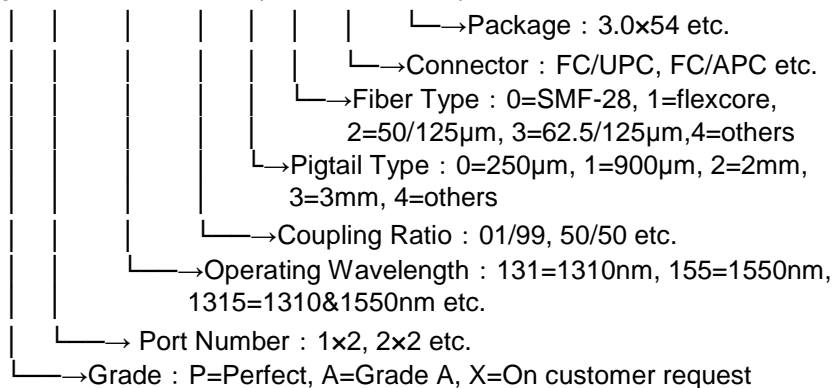 Package：3.0×54 etc.
Connector：FC/UPC, FC/APC etc.
Fiber Type：0=SMF-28, 1=flexcore,
2=50/125μm, 3=62.5/125μm,4=others
Pigtail Type：0=250μm, 1=900μm, 2=2mm,
3=3mm, 4=others
Coupling Ratio：01/99, 50/50 etc.
Operating Wavelength：131=1310nm, 155=1550nm,
1315=1310&1550nm etc.
Port Number：1×2, 2×2 etc.
Grade：P=Perfect, A=Grade A, X=On customer request